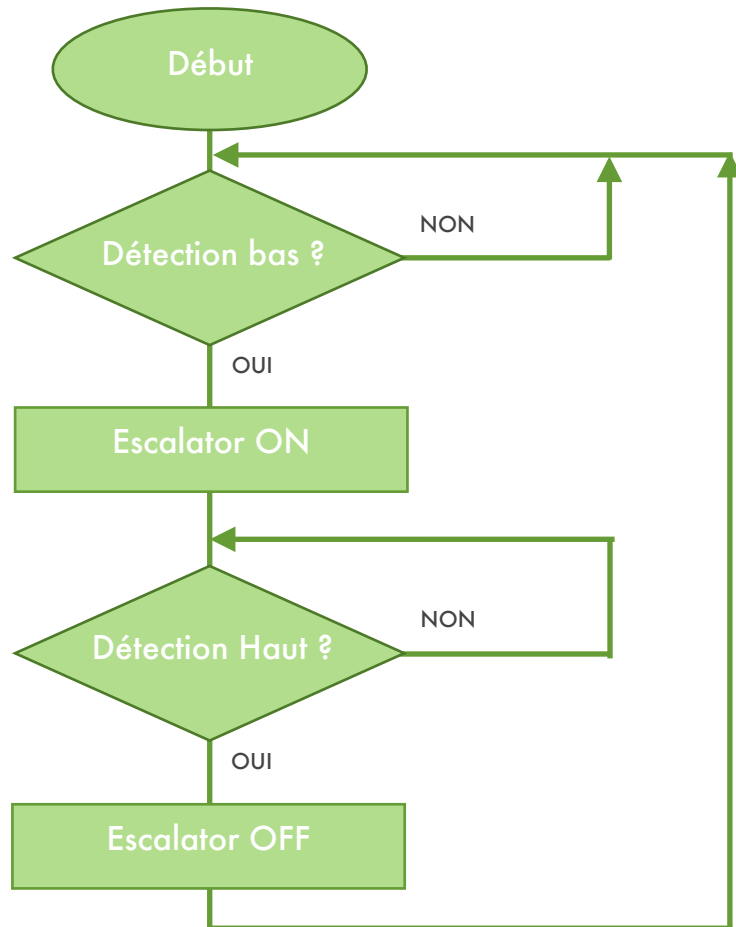 Début
Détection bas ?
NON
OUI
Escalator ON
Détection Haut ?
NON
OUI
Escalator OFF